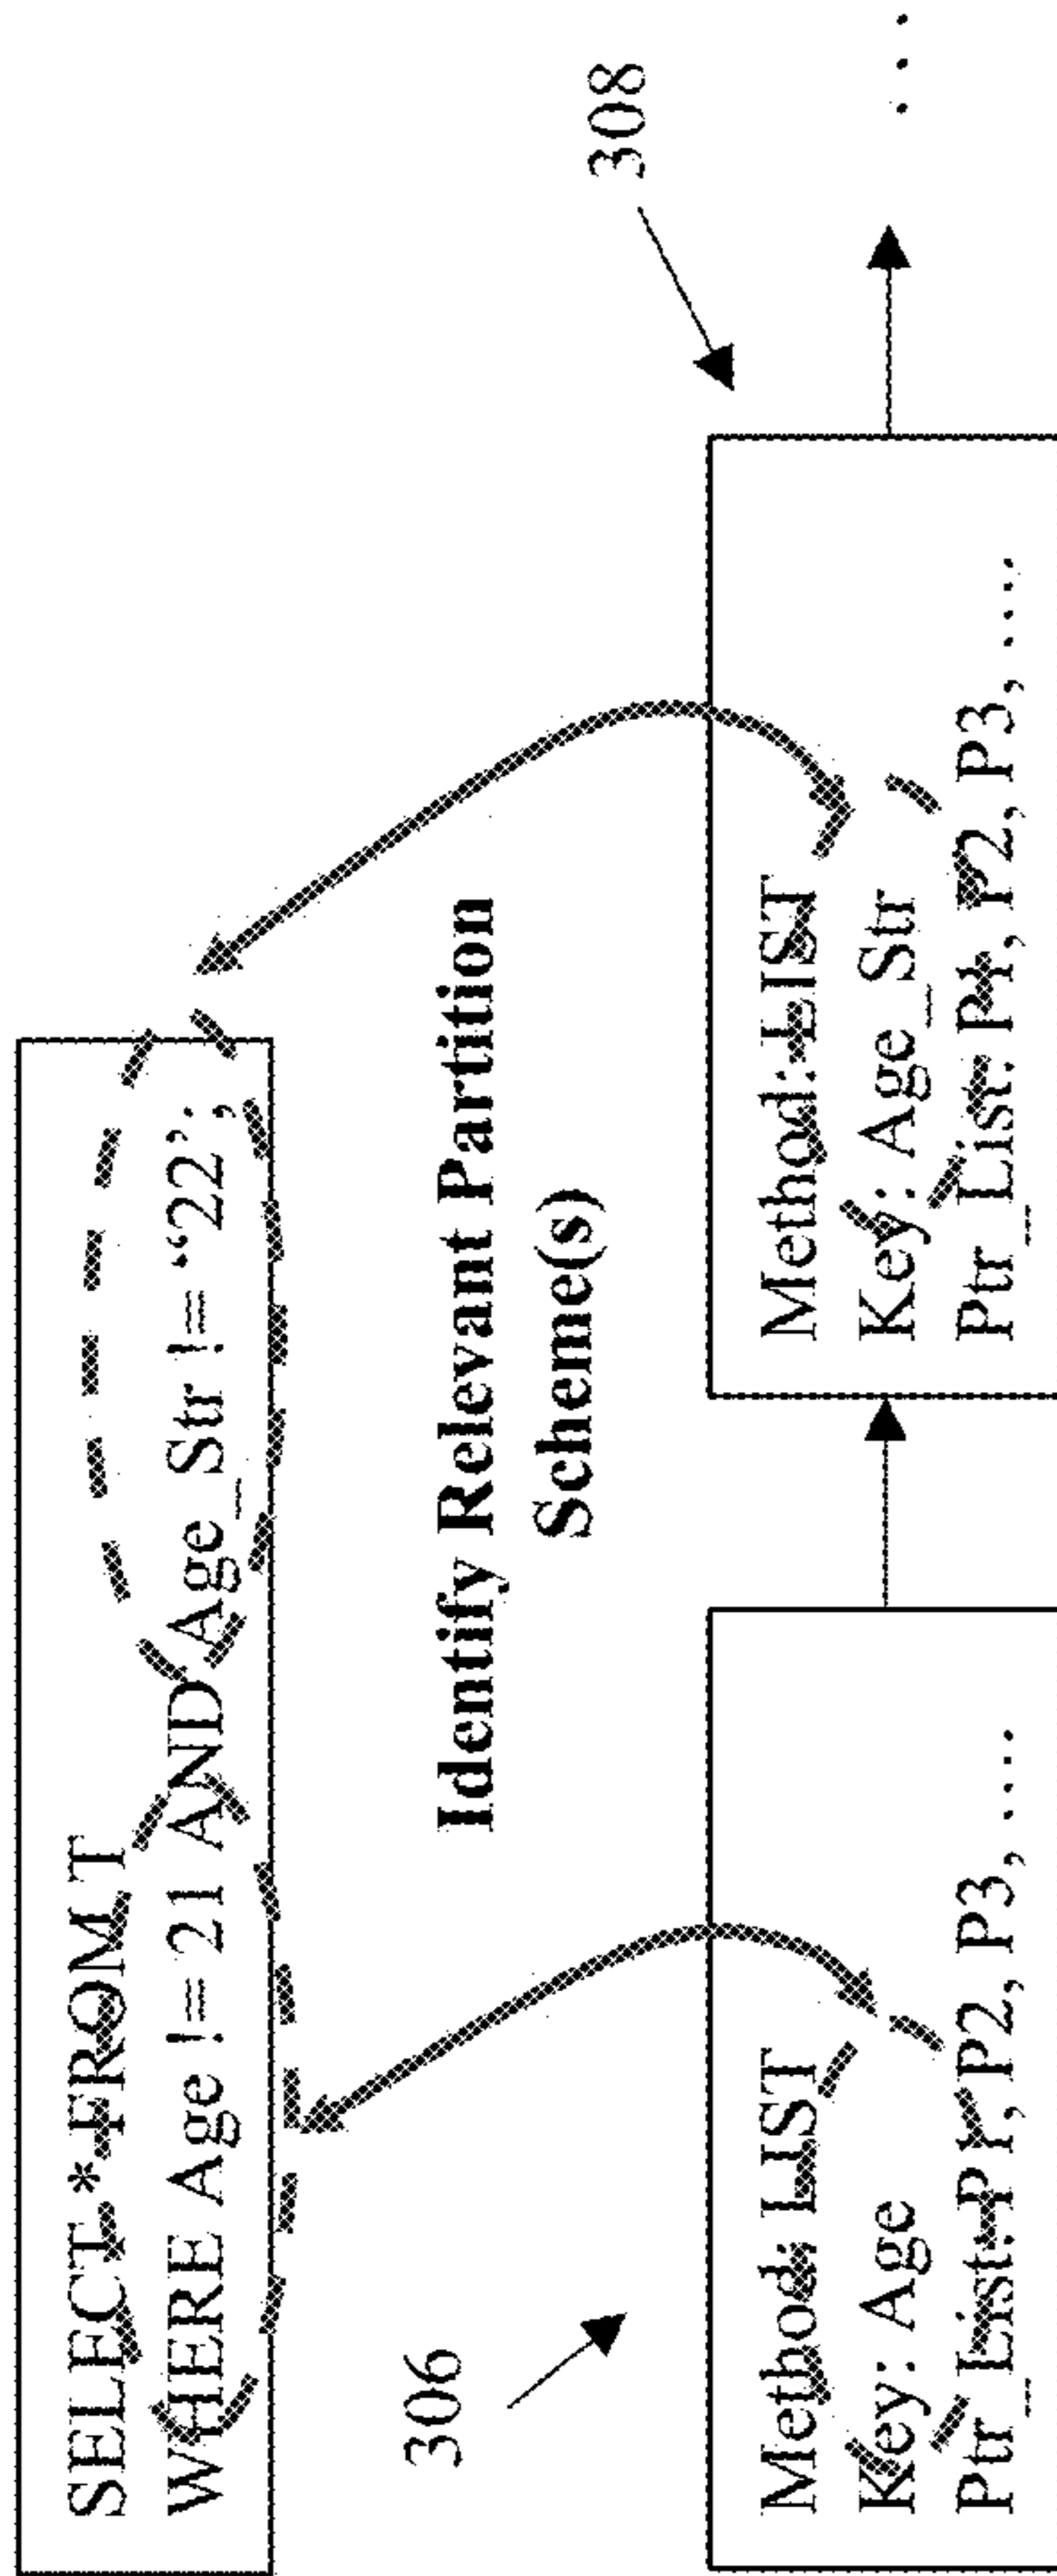 SELECT * FROM T
WHERE Age != 21 AND Age_Str != “22”;
Identify Relevant Partition
Scheme(s)
306
308
Method: LIST
Key: Age
Ptr_List: P1, P2, P3, ....
Method: LIST
Key: Age_Str
Ptr_List: P1, P2, P3, ....
...